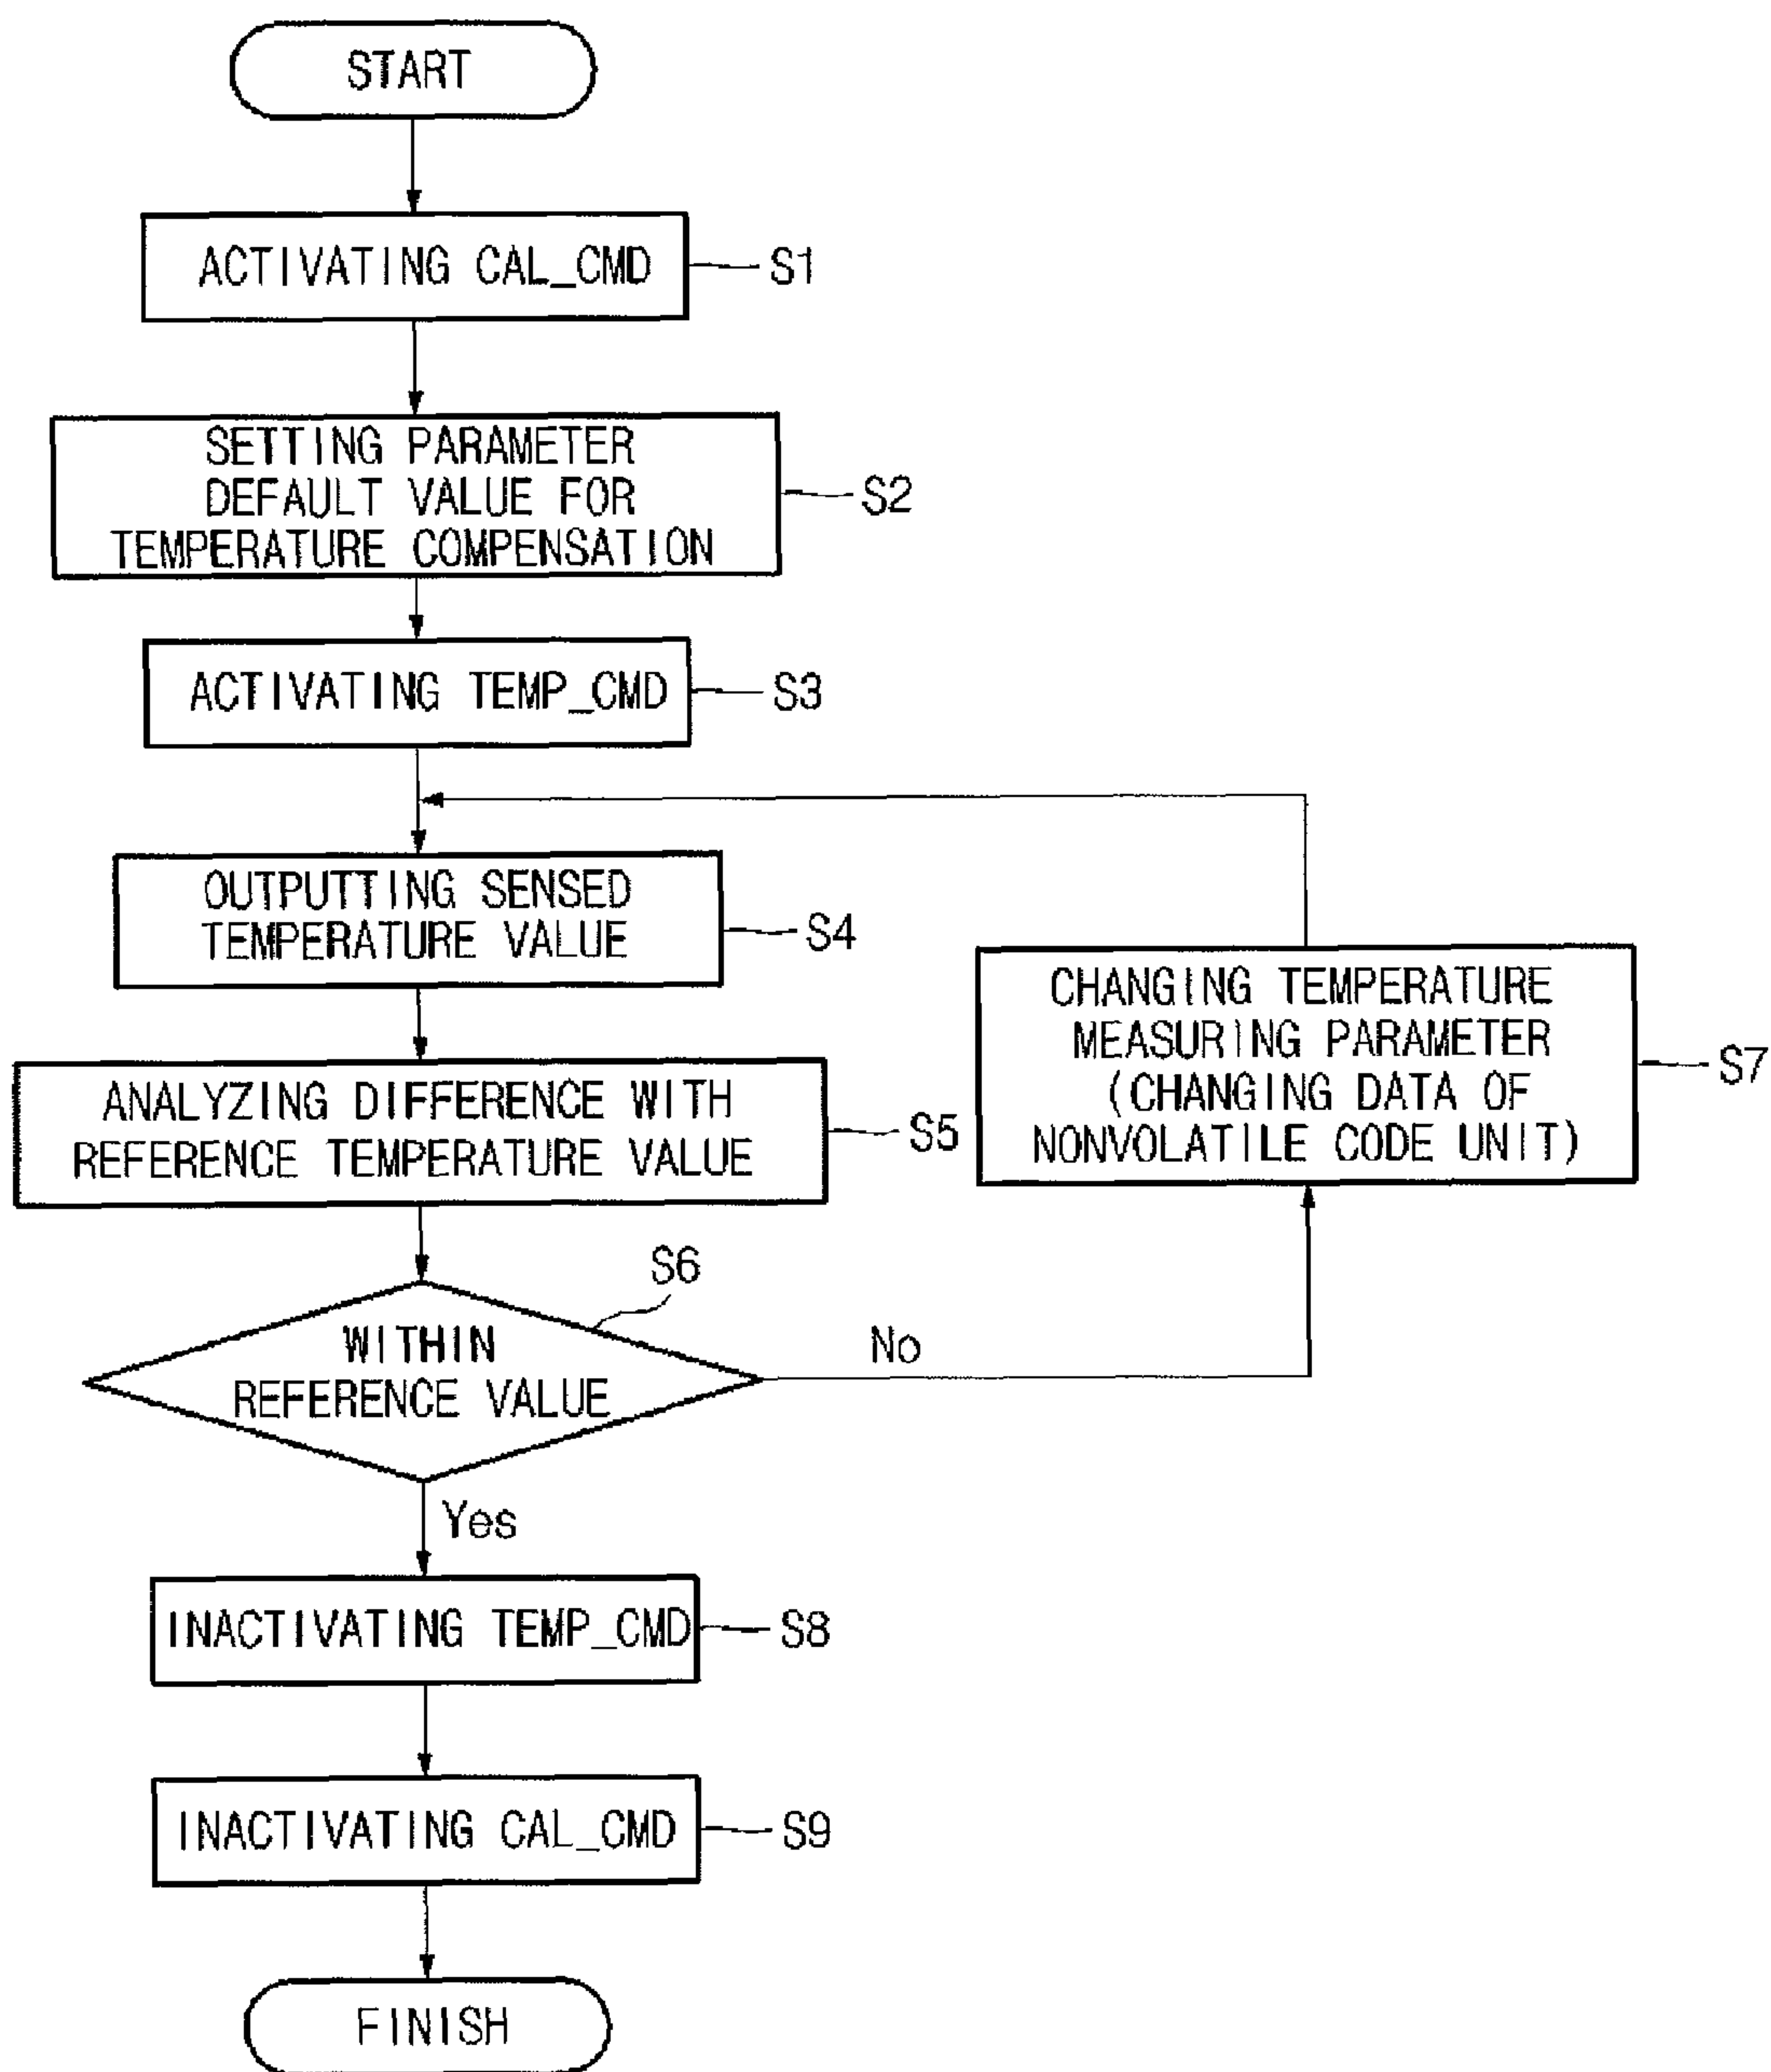 START
ACTIVATING CAL_CMD
S1
SETTING PARAMETER
DEFAULT VALUE FOR
TEMPERATURE COMPENSATION
S2
ACTIVATING TEMP_CMD
S3
OUTPUTTING SENSED
TEMPERATURE VALUE
S4
CHANGING TEMPERATURE
MEASURING PARAMETER
(CHANGING DATA OF
NONVOLATILE CODE UNIT)
S7
ANALYZING DIFFERENCE WITH
REFERENCE TEMPERATURE VALUE
S5
S6
WITHIN
REFERENCE VALUE
No
Yes
INACTIVATING TEMP_CMD
S8
INACTIVATING CAL_CMD
S9
FINISH